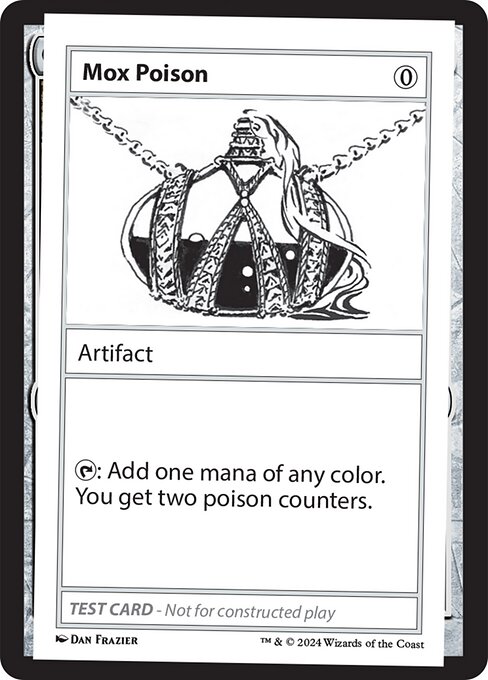 Mox Poison 0
Artifact
: Add one mana of any color.
You get two poison counters.
TEST CARD - Not for constructed play
Dan Frazier ™ & © 2024 Wizards of the Coast